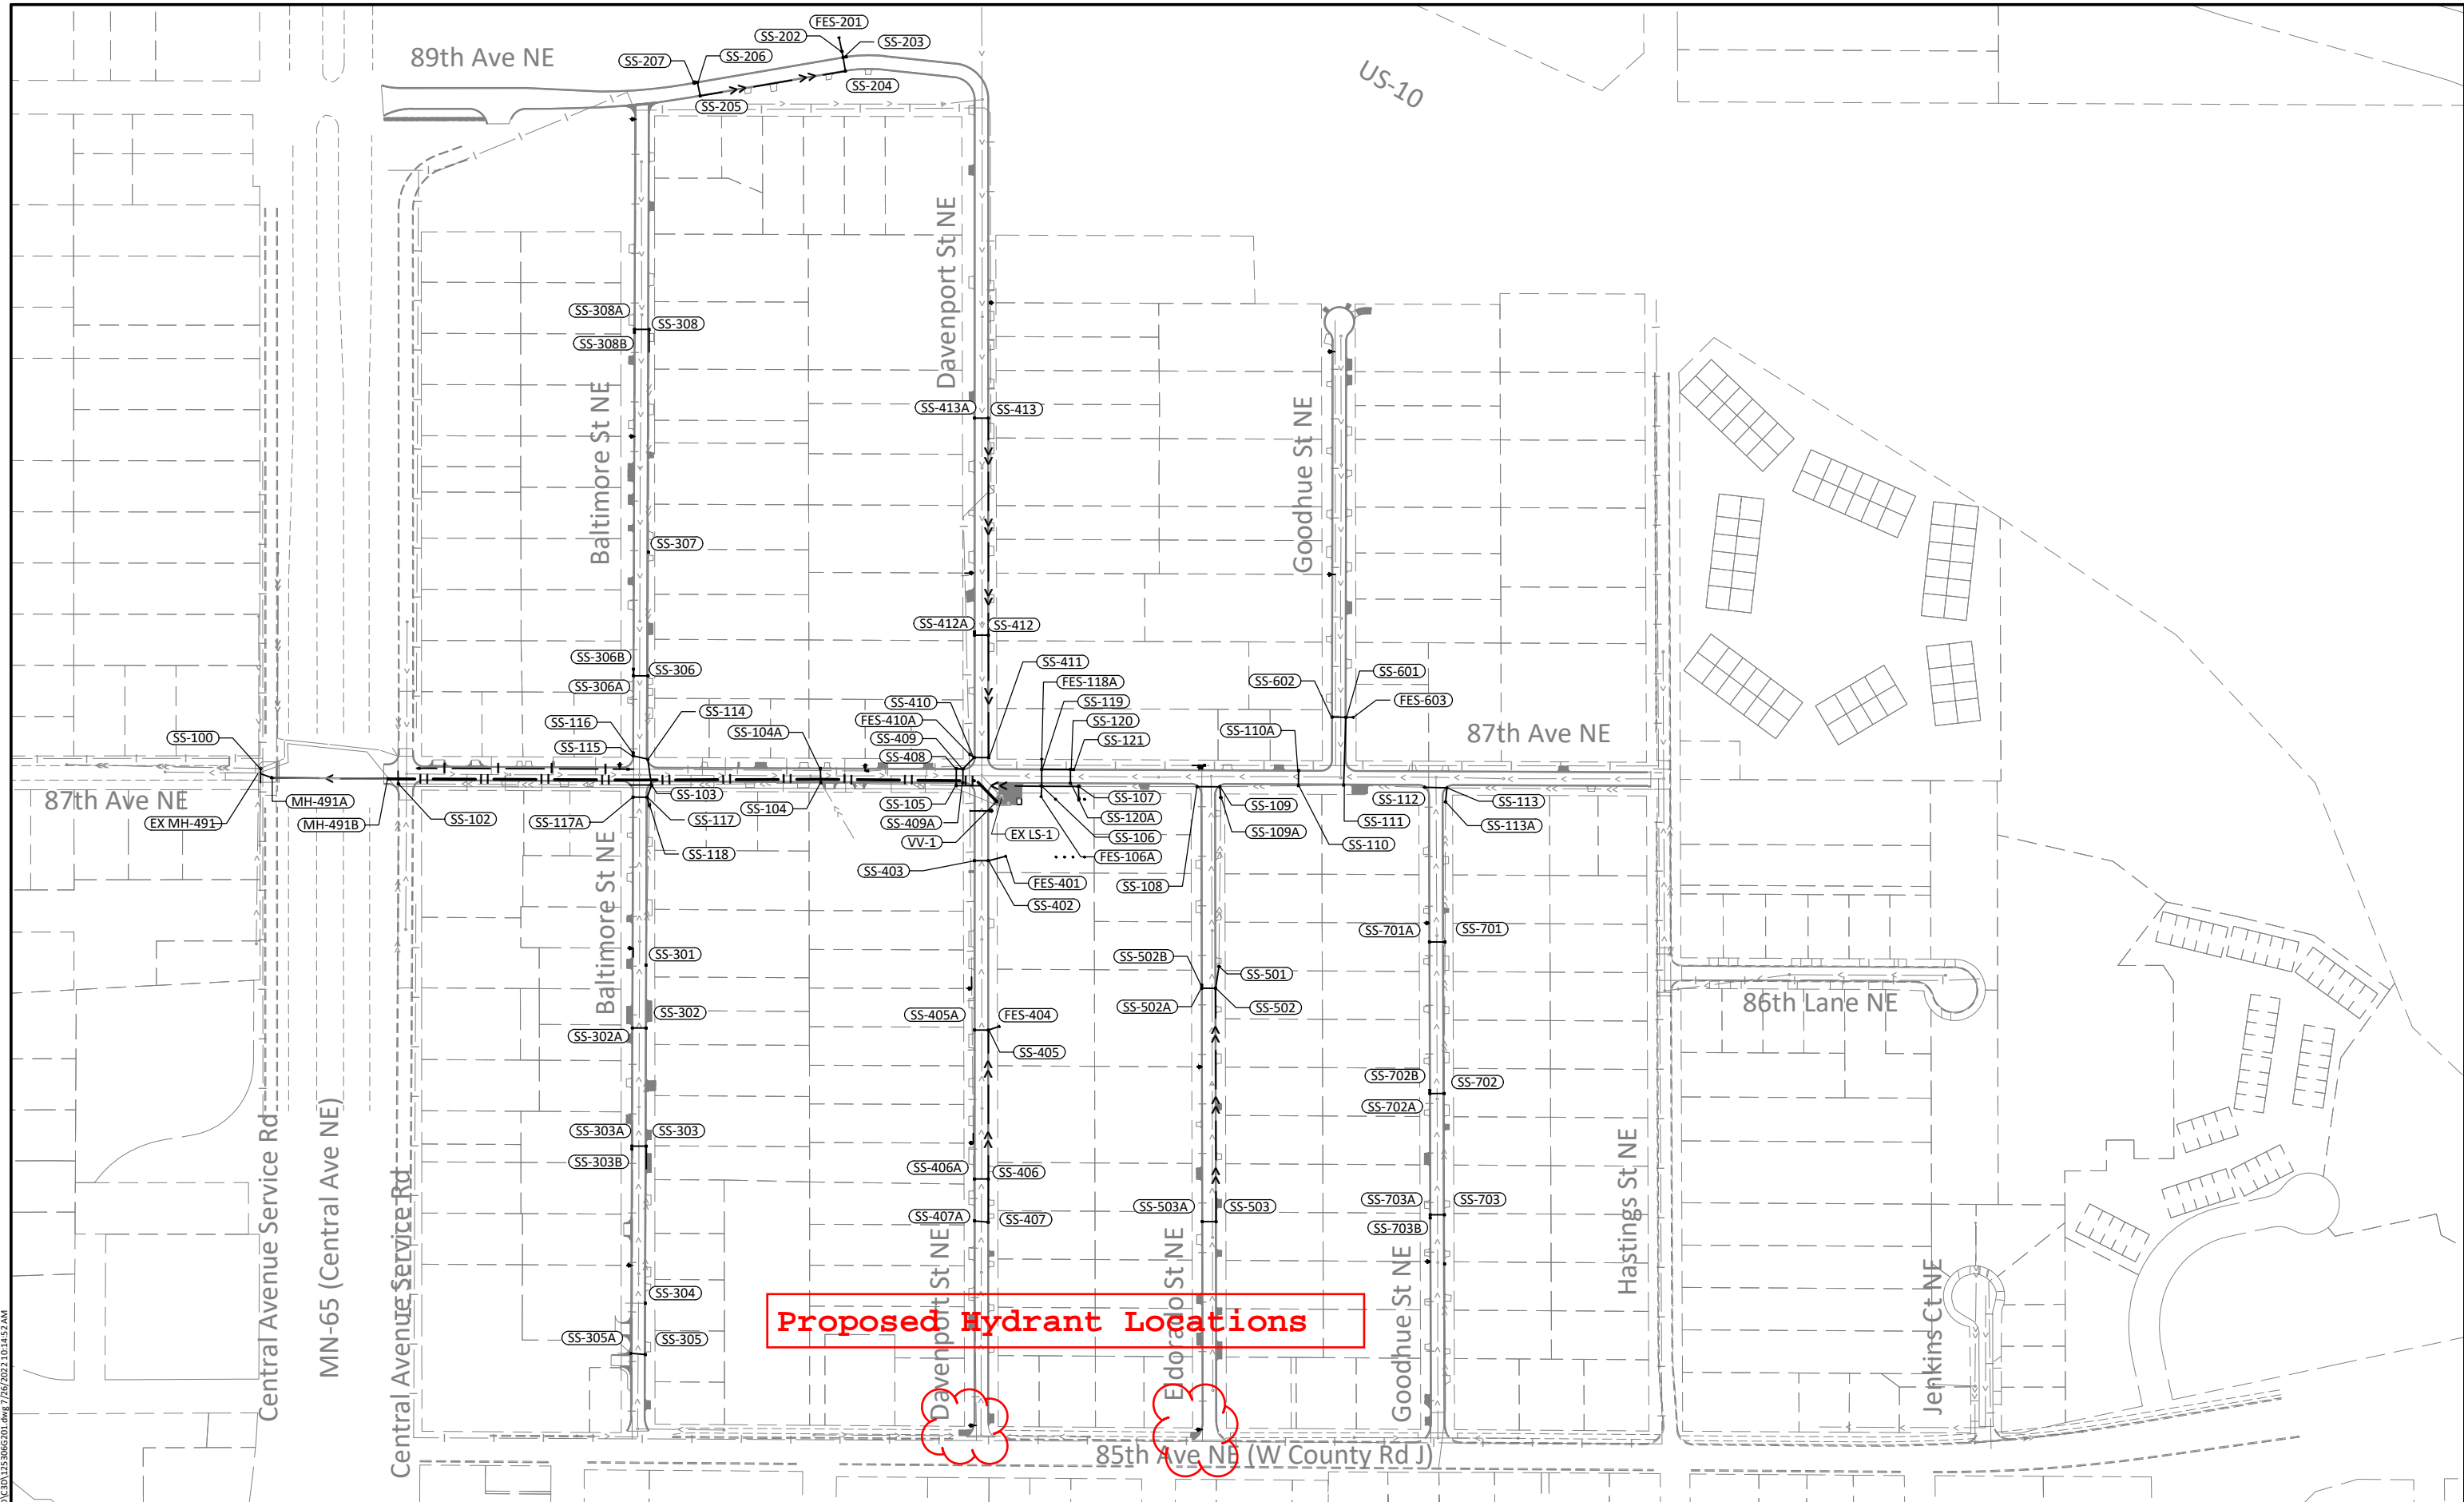 FES-201
SS-202
SS-203
89th Ave NE
SS-207
SS-206
SS-204
SS-205
US-10
Davenport St NE
SS-308A
SS-308
SS-308B
Baltimore St NE
SS-413A
SS-413
Goodhue St NE
SS-307
SS-412A
SS-412
SS-306B
SS-306
SS-306A
SS-411
FES-118A
SS-601
SS-602
FES-603
SS-410
SS-119
SS-114
SS-116
FES-410A
SS-120
SS-104A
SS-110A
87th Ave NE
SS-100
SS-115
SS-409
SS-121
SS-408
87th Ave NE
MH-491A
SS-103
SS-104
SS-105
SS-107
SS-109
SS-112
SS-113
EX MH-491
MH-491B
SS-102
SS-117A
SS-117
SS-409A
SS-120A
SS-109A
SS-111
SS-113A
EX LS-1
SS-106
VV-1
SS-110
SS-118
FES-106A
SS-403
FES-401
SS-108
SS-402
Baltimore St NE
SS-701A
SS-701
SS-301
SS-502B
SS-501
SS-302
SS-405A
FES-404
SS-502A
SS-502
86th Lane NE
SS-302A
SS-405
SS-702B
SS-702
SS-702A
SS-303A
SS-303
SS-303B
SS-406A
SS-406
SS-703A
SS-703
SS-503A
SS-503
SS-407A
SS-407
SS-703B
Central Avenue Service Rd
MN-65 (Central Ave NE)
Central Avenue Service Rd
Davenport St NE
Eldorado St NE
Goodhue St NE
Hastings St NE
Jenkins Ct NE
SS-304
Proposed Hydrant Locations
SS-305A
SS-305
85th Ave NE (W County Rd J)